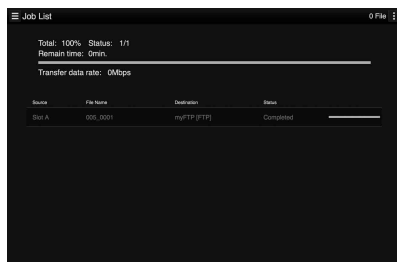 Job List 0 File
Total: 100% Status: 1/1
Remain time: 0min.
Transfer data rate: 0Mbps
Source File Name Destination Status
Slot A 005_0001 myFTP [FTP] Completed